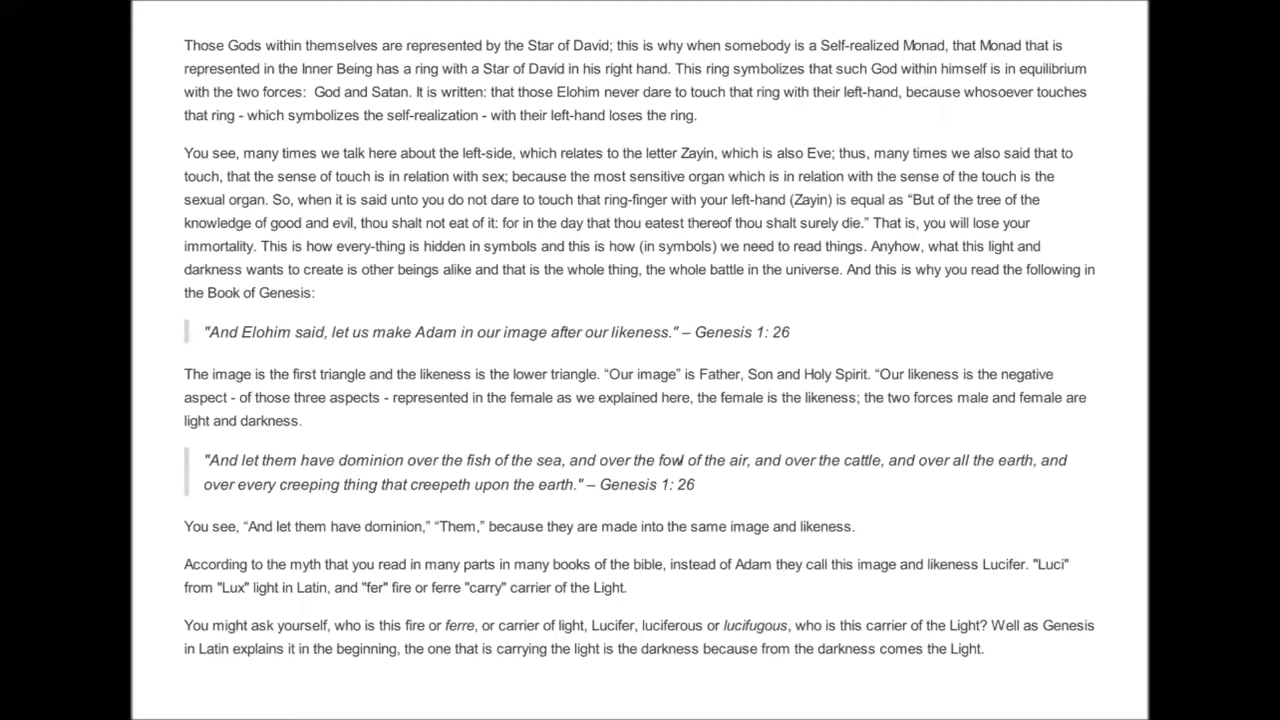 Those Gods within themselves are represented by the Star of David; this is why when somebody is a Self-realized Monad, that Monad that is
represented in the Inner Being has a ring with a Star of David in his right hand. This ring symbolizes that such God within himself is in equilibrium
with the two forces:  God and Satan. It is written: that those Elohim never dare to touch that ring with their left-hand, because whosoever touches
that ring - which symbolizes the self-realization - with their left-hand loses the ring.
You see, many times we talk here about the left-side, which relates to the letter Zayin, which is also Eve; thus, many times we also said that to
touch, that the sense of touch is in relation with sex; because the most sensitive organ which is in relation with the sense of the touch is the
sexual organ. So, when it is said unto you do not dare to touch that ring-finger with your left-hand (Zayin) is equal as “But of the tree of the
knowledge of good and evil, thou shalt not eat of it: for in the day that thou eatest thereof thou shalt surely die.” That is, you will lose your
immortality. This is how every-thing is hidden in symbols and this is how (in symbols) we need to read things. Anyhow, what this light and
darkness wants to create is other beings alike and that is the whole thing, the whole battle in the universe. And this is why you read the following in
the Book of Genesis:
"And Elohim said, let us make Adam in our image after our likeness." – Genesis 1: 26
The image is the first triangle and the likeness is the lower triangle. “Our image” is Father, Son and Holy Spirit. “Our likeness is the negative
aspect - of those three aspects - represented in the female as we explained here, the female is the likeness; the two forces male and female are
light and darkness.
"And let them have dominion over the fish of the sea, and over the fowl of the air, and over the cattle, and over all the earth, and
over every creeping thing that creepeth upon the earth." – Genesis 1: 26
You see, “And let them have dominion,” “Them,” because they are made into the same image and likeness.
According to the myth that you read in many parts in many books of the bible, instead of Adam they call this image and likeness Lucifer. "Luci"
from "Lux" light in Latin, and "fer" fire or ferre "carry" carrier of the Light.
You might ask yourself, who is this fire or ferre, or carrier of light, Lucifer, luciferous or lucifugous, who is this carrier of the Light? Well as Genesis
in Latin explains it in the beginning, the one that is carrying the light is the darkness because from the darkness comes the Light.